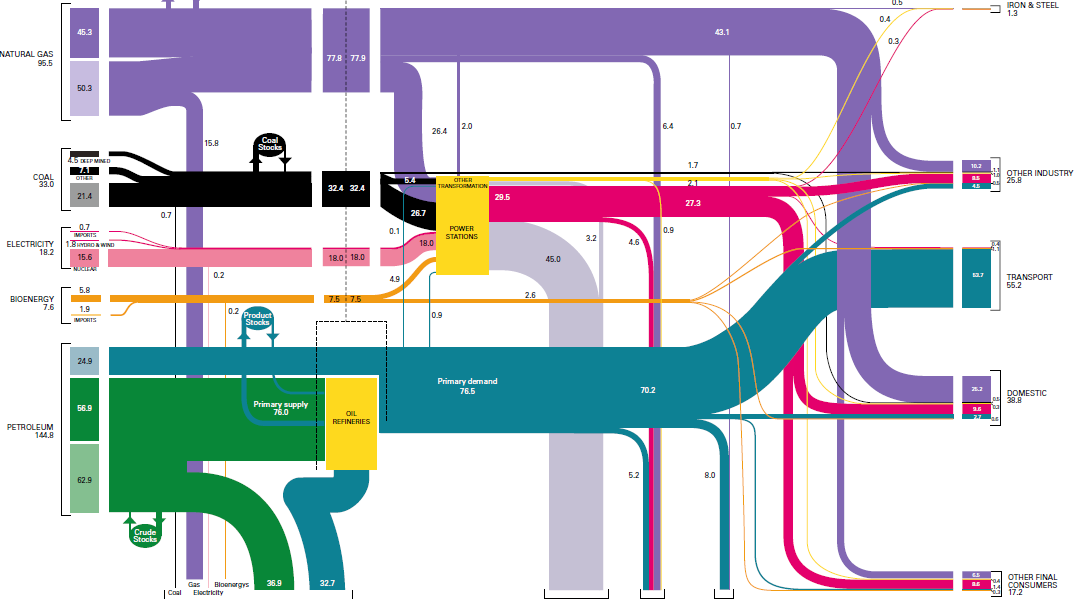 0.5
IRON & STEEL
1.3
0.4
45.3
43.1
0.3
NATURAL GAS
95.5
77.8
77.9
50.3
26.4
2.0
6.4
0.7
15.8
Coal
Stocks
4.5 DEEP MINED
7.1
OTHER
COAL
33.0
21.4
32.4
32.4
5.4
26.7
OTHER
TRANSFORMATION
1.7
2.1
10.2
8.5
4.5
OTHER INDUSTRY
25.8
29.5
27.3
0.7
0.7
IMPORTS
1.8 HYDRO & WIND
ELECTRICITY
18.2
15.6
NUCLEAR
18.0
18.0
0.1
18.0
POWER
STATIONS
3.2
4.6
0.9
45.0
0.2
4.9
2.6
53.7
TRANSPORT
55.2
5.8
BIOENERGY
7.6
1.9
IMPORTS
7.5
7.5
0.2
Product
Stocks
0.9
24.9
Primary demand
76.5
70.2
26.2
9.6
DOMESTIC
38.8
56.9
Primary supply
76.0
OIL
REFINERIES
PETROLEUM
144.8
62.9
5.2
8.0
Crude
Stocks
36.9
32.7
Gas
Bioenergys
Coal
Electricity
6.5
8.6
OTHER FINAL
CONSUMERS
17.2